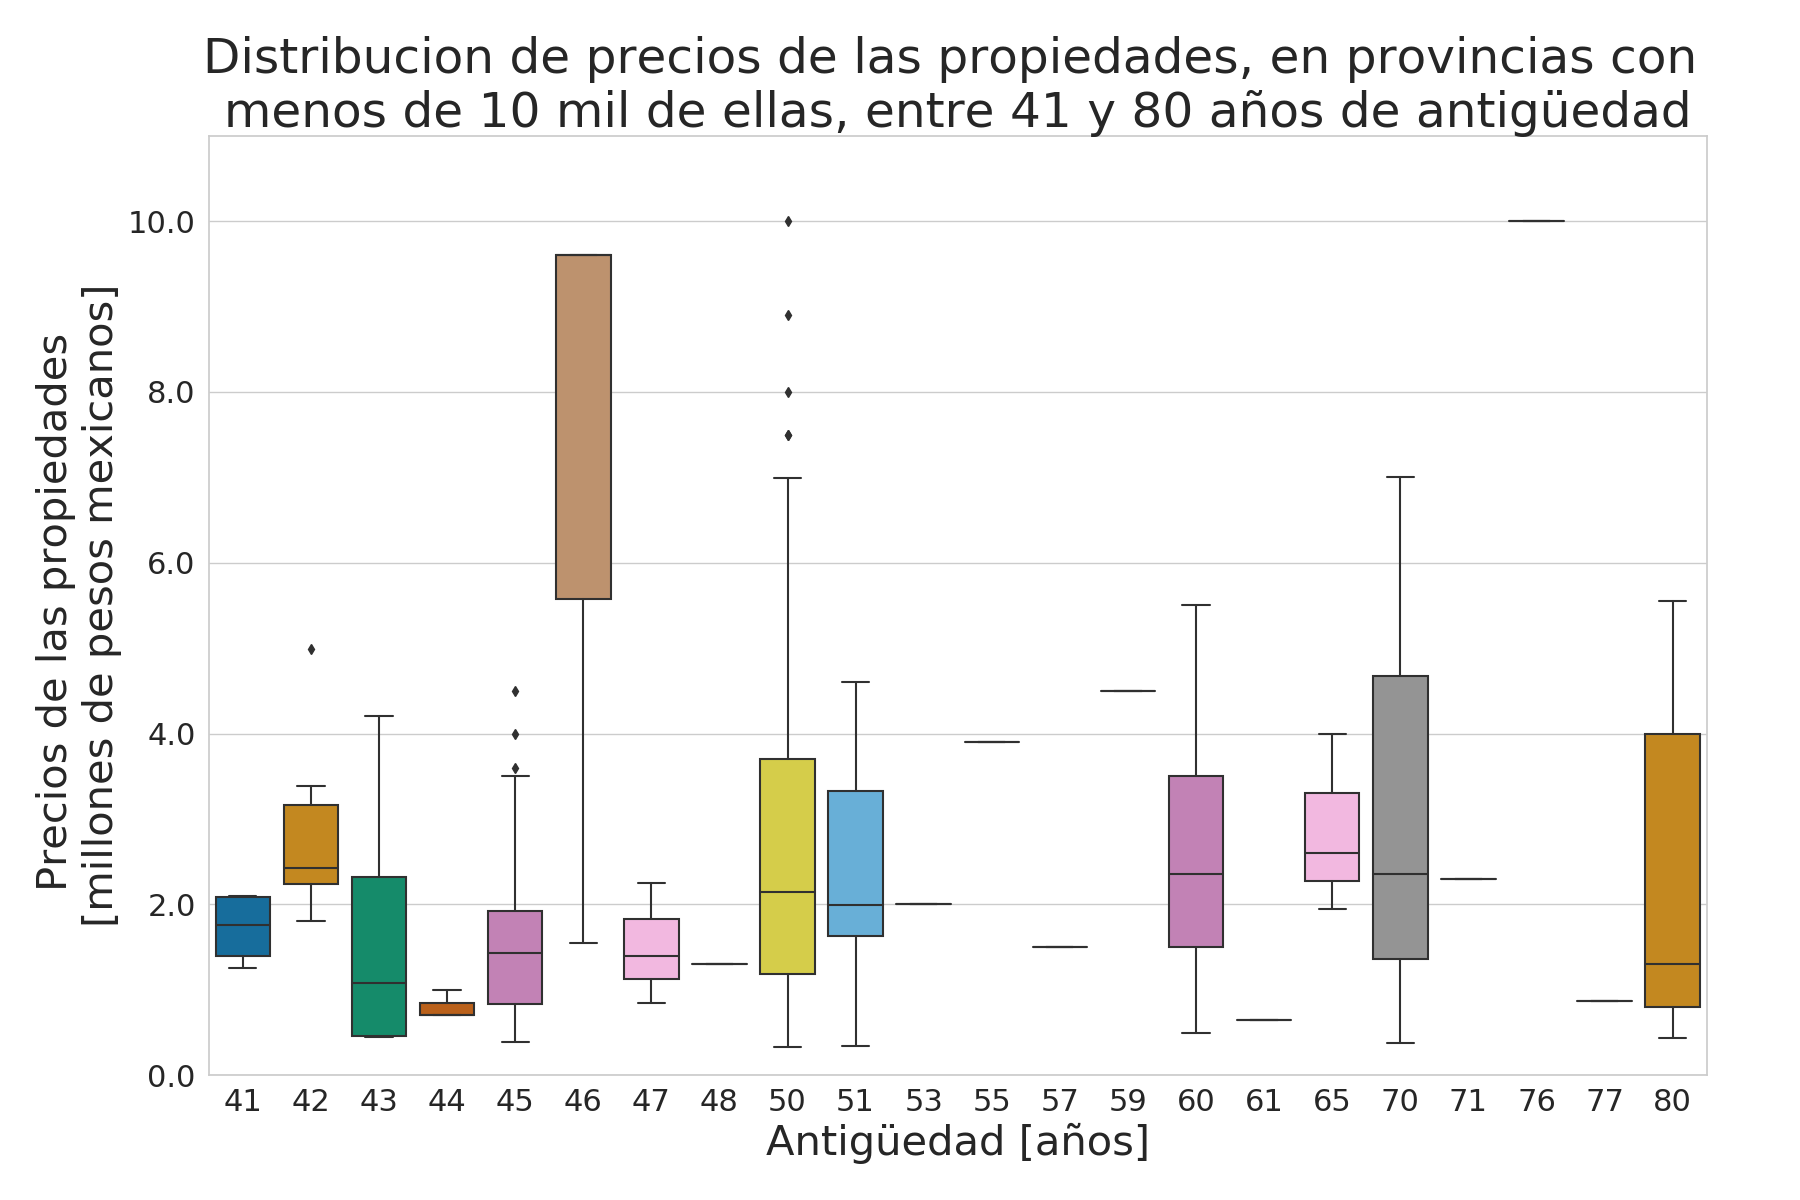 Distribucion de precios de las propiedades, en provincias con
menos de 10 mil de ellas, entre 41 y 80 años de antigüedad
Precios de las propiedades
[millones de pesos mexicanos]
10.0
8.0
6.0
4.0
2.0
0.0
41 42 43 44 45 46 47 48 50 51 53 55 57 59 60 61 65 70 71 76 77 80
Antigüedad [años]